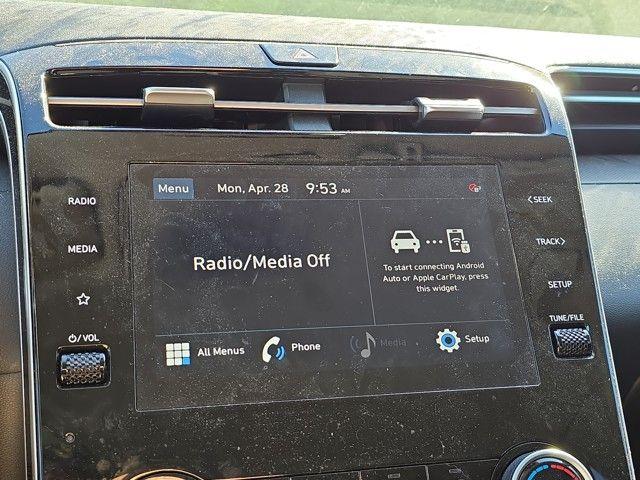 Menu Mon, Apr. 28 9:53 AM
RADIO
MEDIA
VOL
Radio/Media Off
To start connecting Android
Auto or Apple CarPlay, press
this widget.
All Menus Phone Media Setup
< SEEK
TRACK >
SETUP
TUNE/FILE